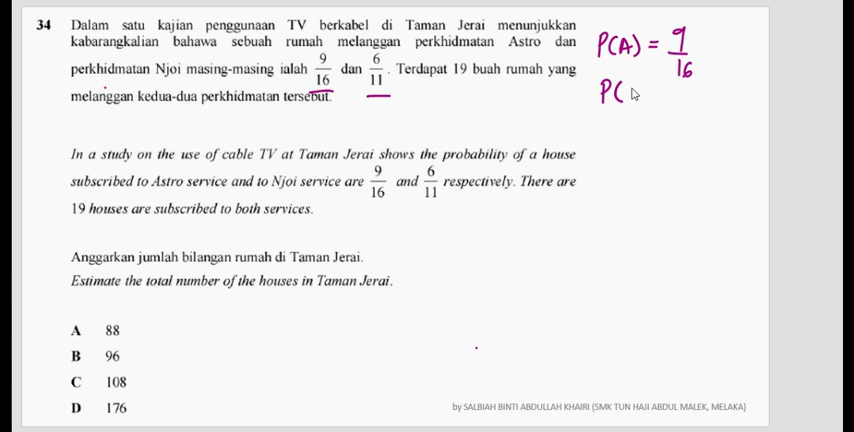 34 Dalam satu kajian penggunaan TV berkabel di Taman Jerai menunjukkan
kabarangkalian bahawa sebuah rumah melanggan perkhidmatan Astro dan
perkhidmatan Njoi masing-masing ialah 9/16 dan 6/11. Terdapat 19 buah rumah yang
melanggan kedua-dua perkhidmatan tersebut.
P(A) = 9/16
P(
In a study on the use of cable TV at Taman Jerai shows the probability of a house
subscribed to Astro service and to Njoi service are 9/16 and 6/11 respectively. There are
19 houses are subscribed to both services.
Anggarkan jumlah bilangan rumah di Taman Jerai.
Estimate the total number of the houses in Taman Jerai.
A 88
B 96
C 108
D 176
by SALBIAH BINTI ABDULLAH KHAIRI (SMK TUN HAJI ABDUL MALEK, MELAKA)